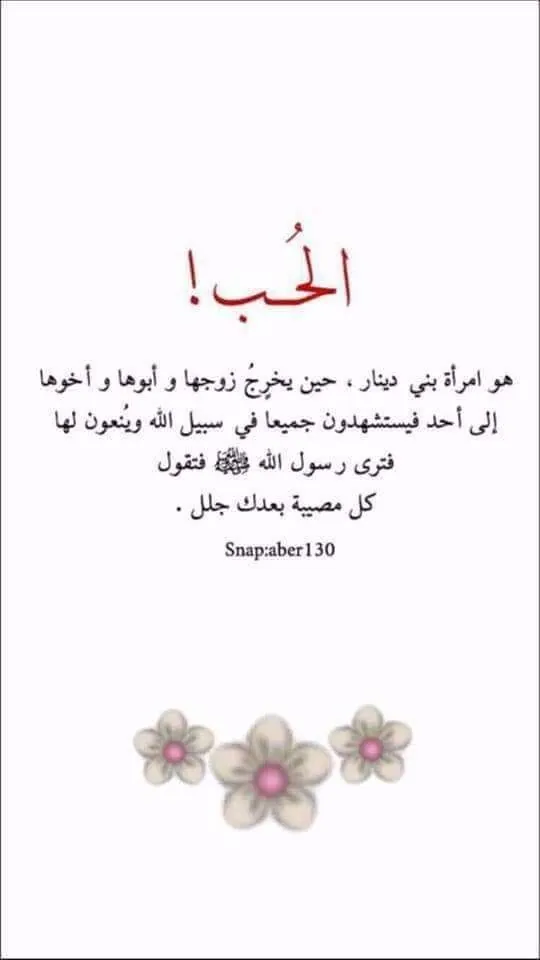 الحُب !
هو امرأة بني دينار ، حين يخرِجُ زوجها و أبوها و أخوها
إلى أحد فيستشهدون جميعا في سبيل الله ويُنعون لها
فترى رسول الله ﷺ فتقول
كل مصيبة بعدك جلل .
Snap:aber130